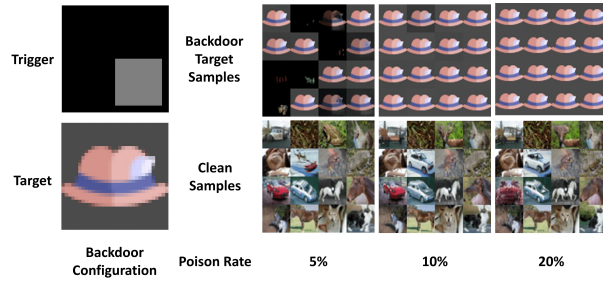 Trigger
Backdoor
Target
Samples
Target
Clean
Samples
Backdoor
Configuration
Poison Rate
5%
10%
20%